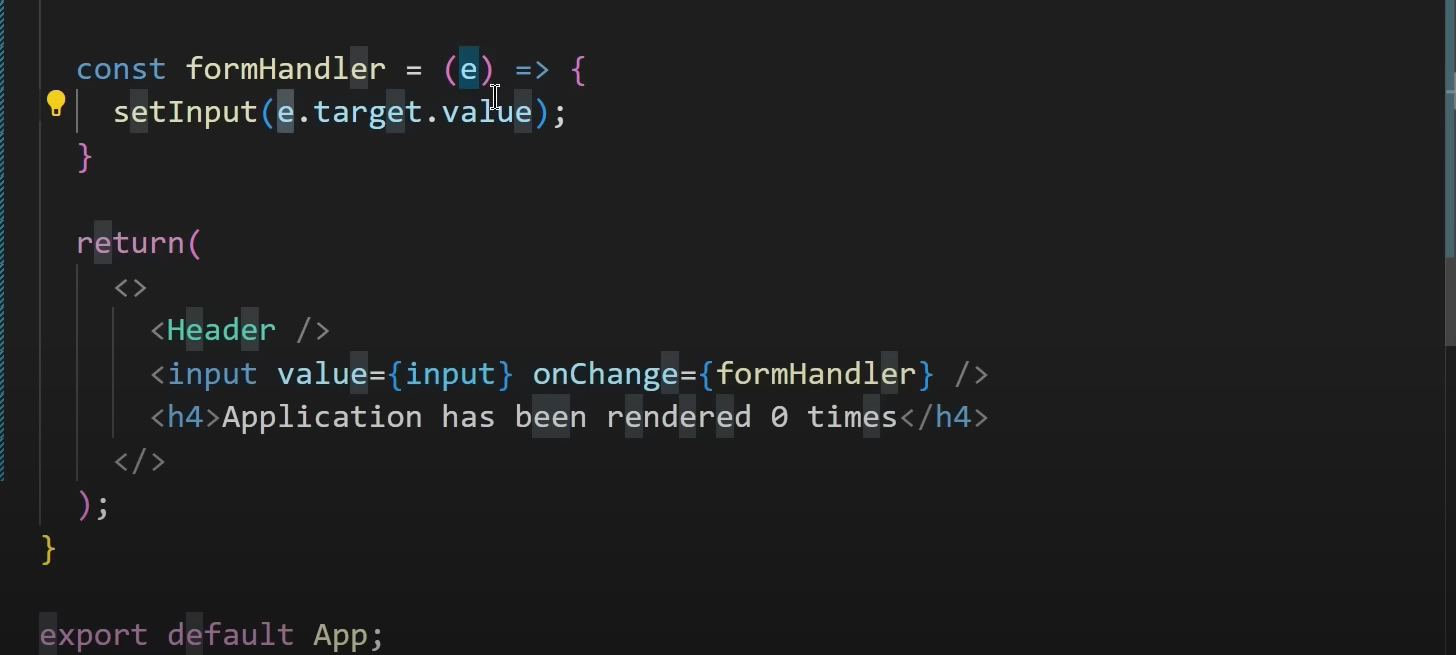 const formHandler = (e) => {
setInput(e.target.value);
}
return(
<>
<Header />
<input value={input} onChange={formHandler} />
<h4>Application has been rendered 0 times</h4>
</>
);
}
export default App;